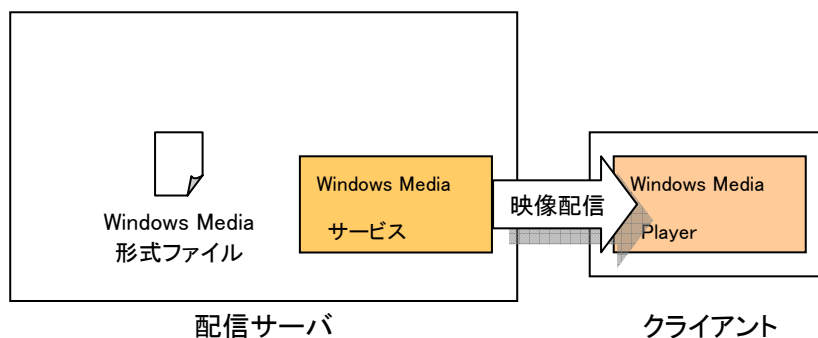 Windows Media
形式ファイル
Windows Media
サービス
映像配信
Windows Media
Player
配信サーバ
クライアント